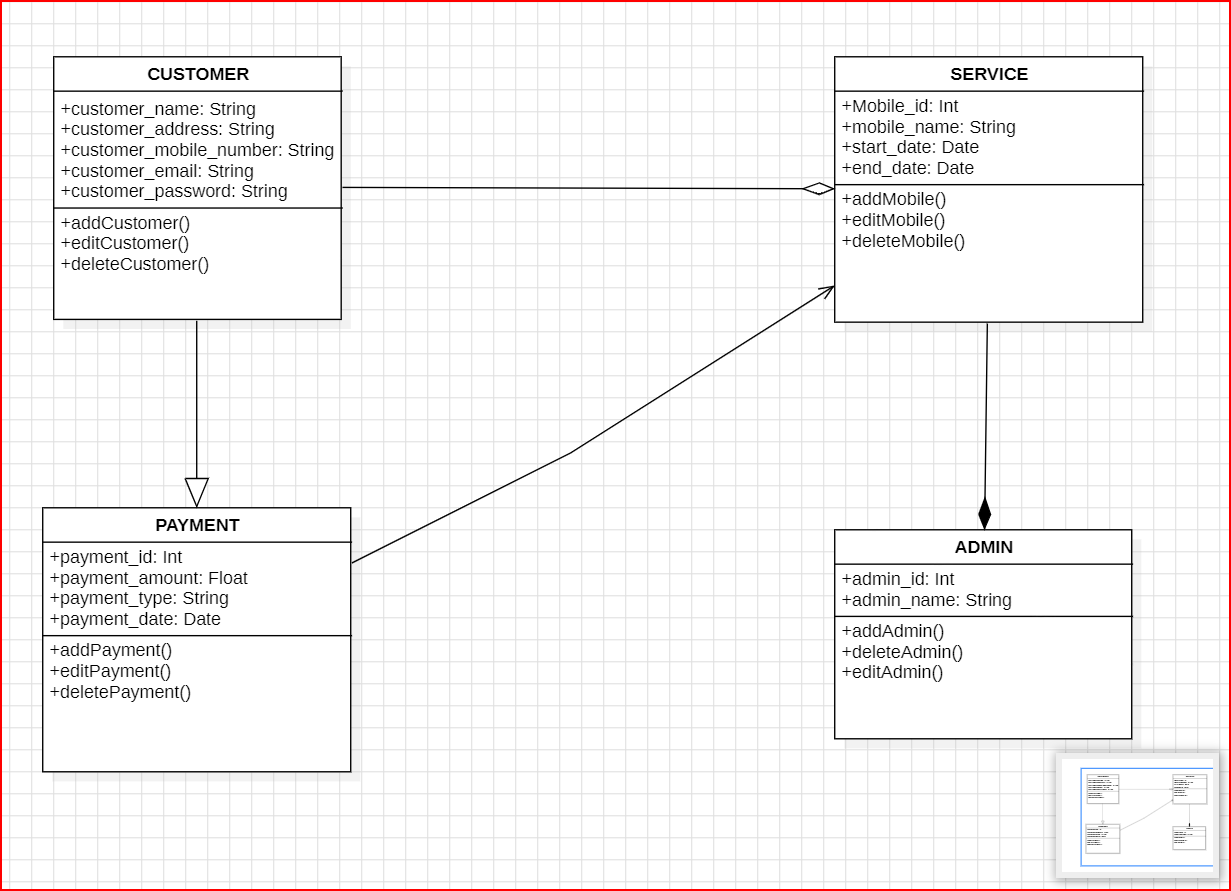 CUSTOMER
+customer_name: String
+customer_address: String
+customer_mobile_number: String
+customer_email: String
+customer_password: String
+addCustomer()
+editCustomer()
+deleteCustomer()
SERVICE
+Mobile_id: Int
+mobile_name: String
+start_date: Date
+end_date: Date
+addMobile()
+editMobile()
+deleteMobile()
PAYMENT
+payment_id: Int
+payment_amount: Float
+payment_type: String
+payment_date: Date
+addPayment()
+editPayment()
+deletePayment()
ADMIN
+admin_id: Int
+admin_name: String
+addAdmin()
+deleteAdmin()
+editAdmin()